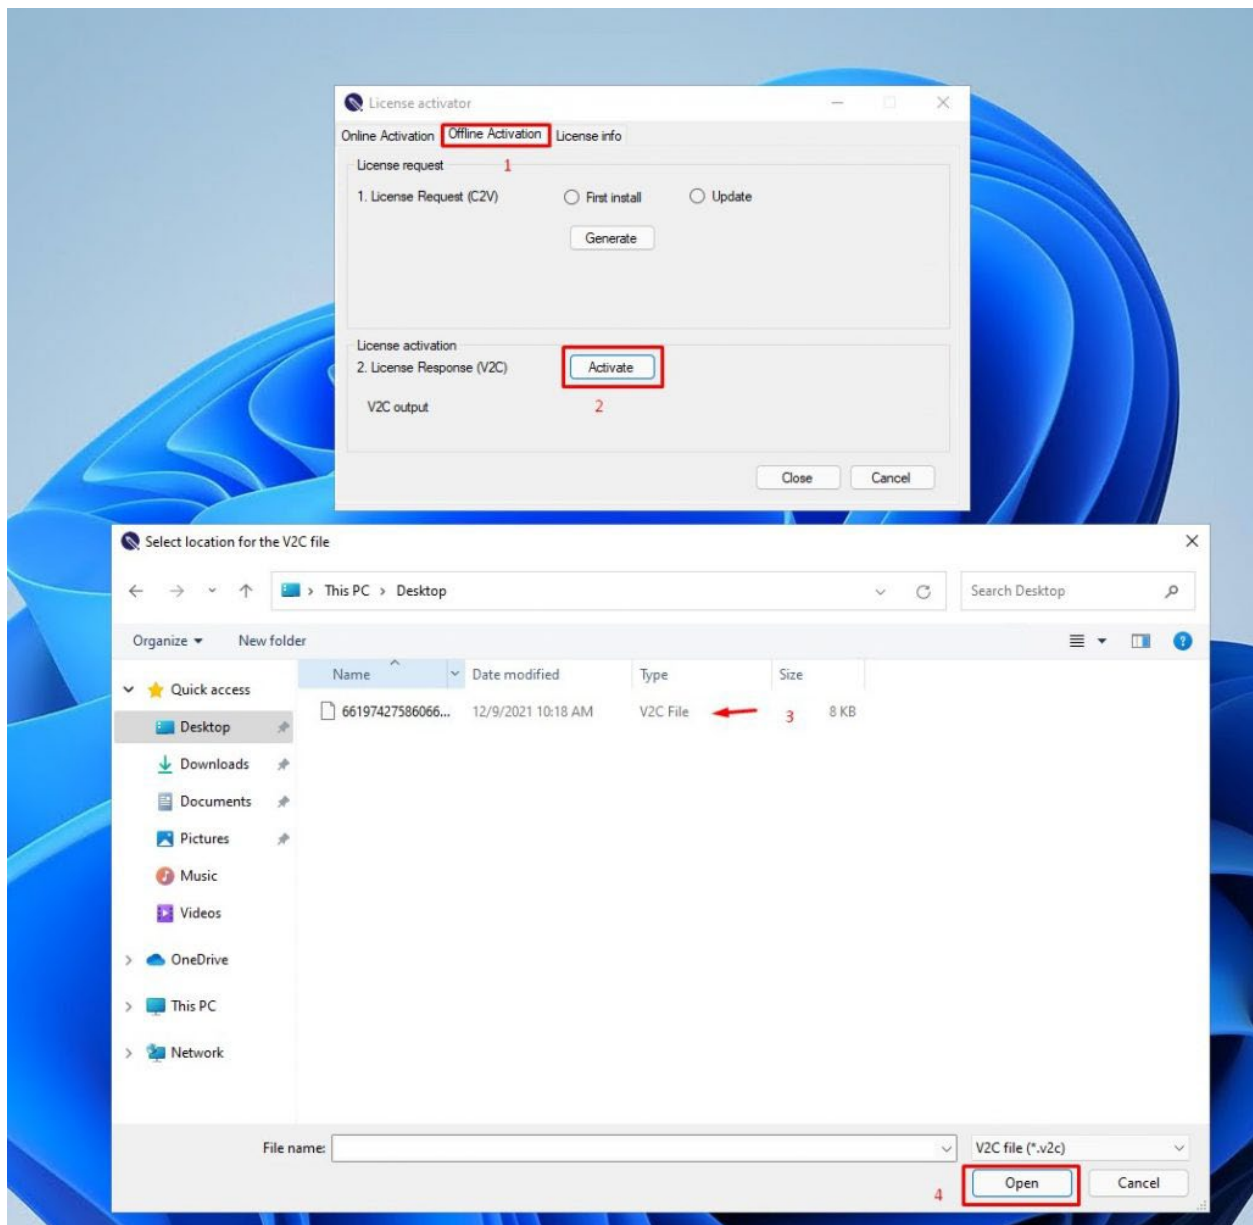 License activator
Online Activation Offline Activation License info
License request 1
1. License Request (C2V) First install Update
Generate
License activation
2. License Response (V2C) Activate
V2C output 2
Close Cancel
Select location for the V2C file
This PC > Desktop Search Desktop
Organize New folder
Name Date modified Type Size
Quick access
66197427586066... 12/9/2021 10:18 AM V2C File 3 8 KB
Desktop
Downloads
Documents
Pictures
Music
Videos
OneDrive
This PC
Network
File name: V2C file (*.v2c)
4 Open Cancel